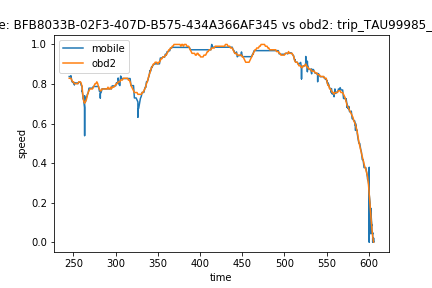 e: BFB8033B-02F3-407D-B575-434A366AF345 vs obd2: trip_TAU99985_
mobile
obd2
speed
1.0
0.8
0.6
0.4
0.2
0.0
250 300 350 400 450 500 550 600
time